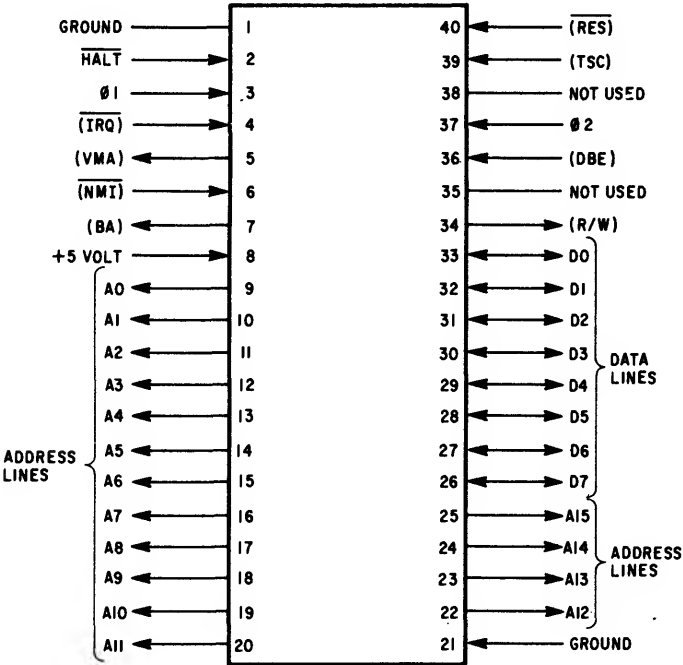 GROUND 1 40 (RES)
HALT 2 39 (TSC)
Ø1 3 38 NOT USED
(IRQ) 4 37 Ø2
(VMA) 5 36 (DBE)
(NMI) 6 35 NOT USED
(BA) 7 34 (R/W)
+5 VOLT 8 33 D0
A0 9 32 D1
A1 10 31 D2
A2 11 30 D3
A3 12 29 D4
A4 13 28 D5
A5 14 27 D6
A6 15 26 D7
A7 16 25 A15
A8 17 24 A14
A9 18 23 A13
A10 19 22 A12
A11 20 21 GROUND
ADDRESS
LINES
DATA
LINES
ADDRESS
LINES